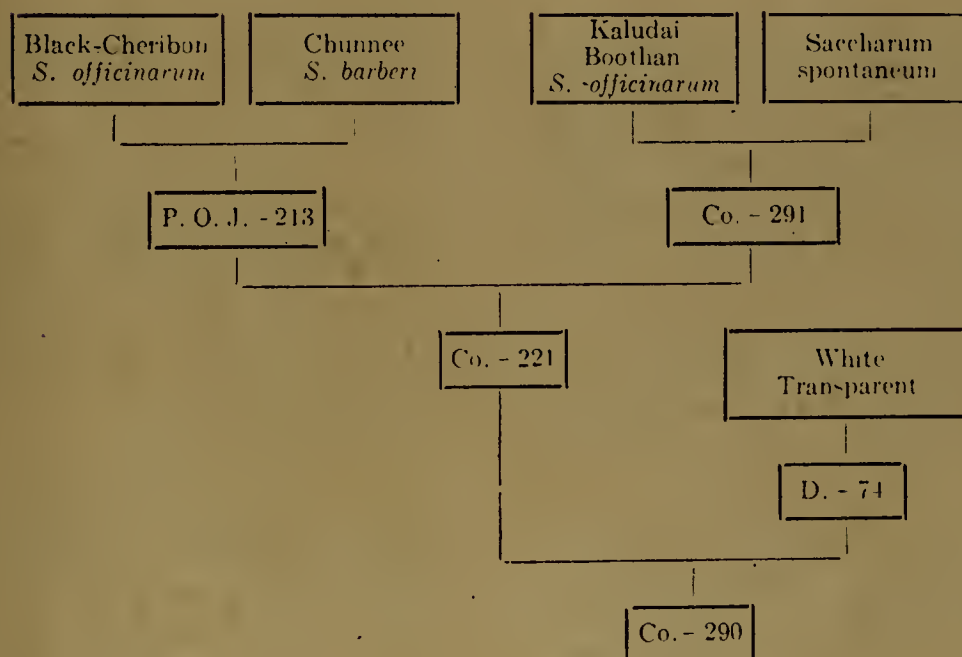 Black-Cheribon
S. officinarum
Chunnee
S. barberi
Kaludai
Boothan
S. -officinarum
Saccharum
spontaneum
P. O. J. - 213
Co. - 291
Co. - 221
White
Transparent
D. - 74
Co. - 290